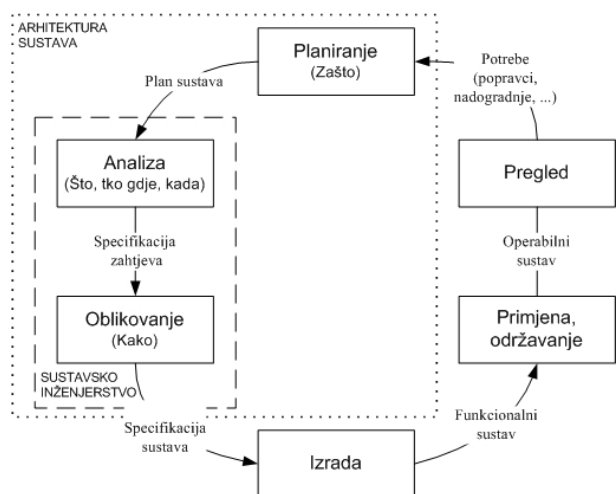 ARHITEKTURA
SUSTAVA
Planiranje
(Zašto)
Potrebe
(popravci,
nadogradnje, ...)
Plan sustava
Analiza
(Što, tko gdje, kada)
Pregled
Specifikacija
zahtjeva
Operabilni
sustav
Oblikovanje
(Kako)
Primjena,
održavanje
SUSTAVSKO
INŽENJERSTVO
Specifikacija
sustava
Funkcionalni
sustav
Izrada